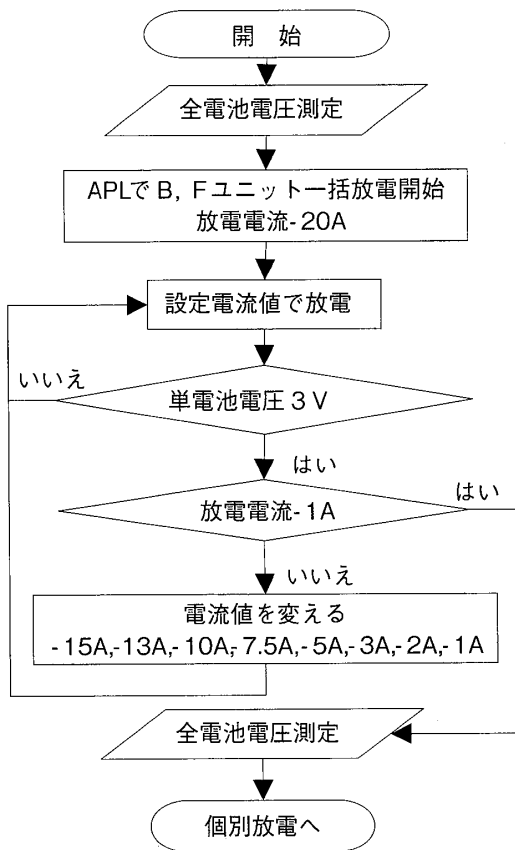 開　始
全電池電圧測定
APLで B, Fユニット一括放電開始
放電電流-20A
設定電流値で放電
いいえ
単電池電圧 3 V
はい
はい
放電電流- 1A
いいえ
電流値を変える
- 15A,-13A,- 10A,- 7.5A,- 5A,-3A,-2A,-1A
全電池電圧測定
個別放電へ